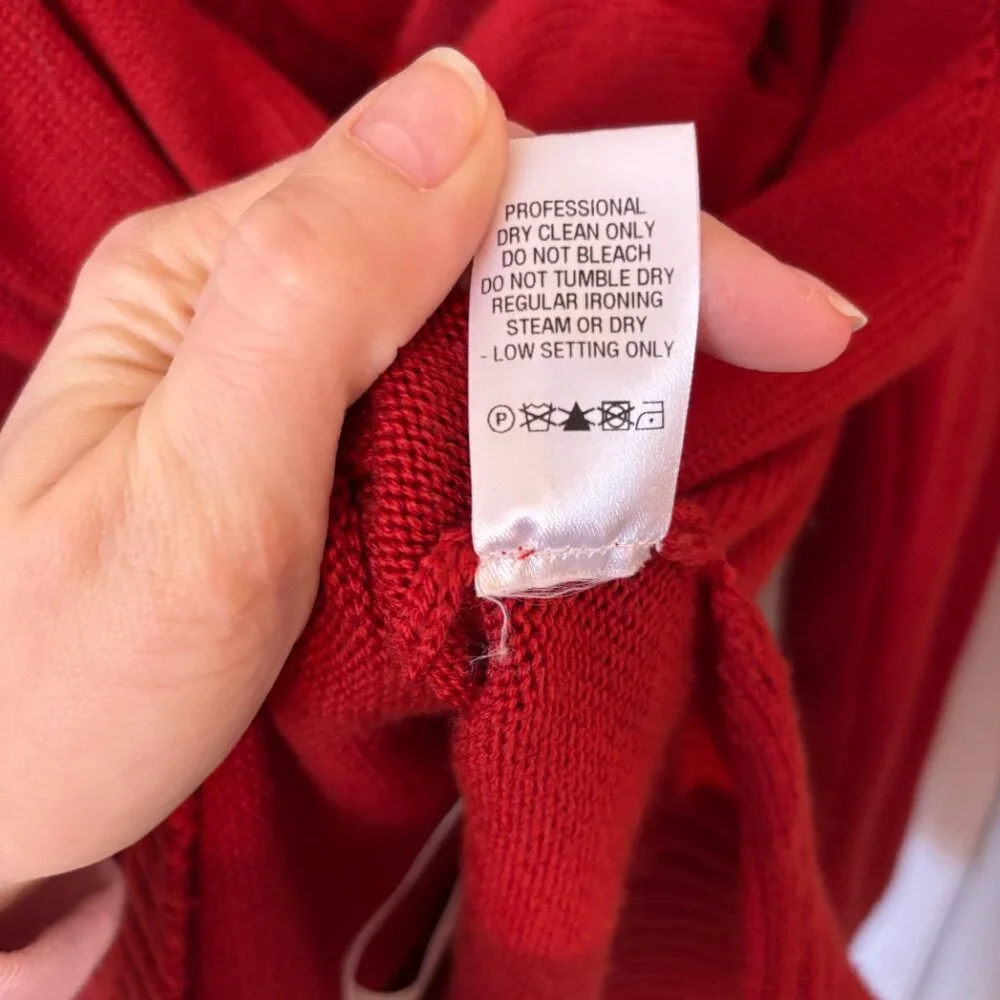 PROFESSIONAL
DRY CLEAN ONLY
DO NOT BLEACH
DO NOT TUMBLE DRY
REGULAR IRONING
STEAM OR DRY
- LOW SETTING ONLY
P